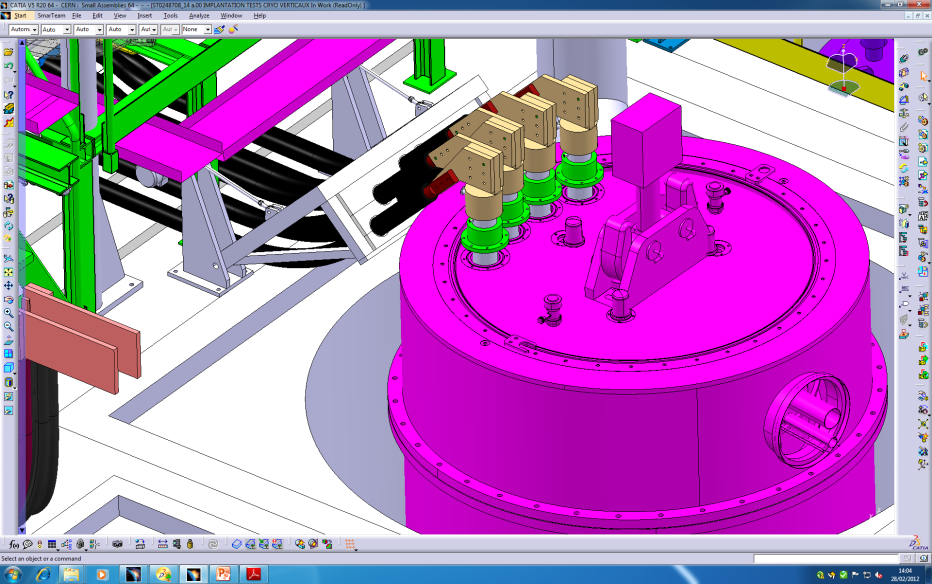 CATIA V5 R20 64 - CERN : Small Assemblies 64 - - - [ST0248708_14 a.00 IMPLANTATION TESTS CRYO VERTICAUX In Work (ReadOnly) ]
Start SmarTeam File Edit View Insert Tools Analyze Window Help
Autom. Auto Auto Auto Aut Aut None
f(x)
CATIA
Select an object or a command
14:04
28/02/2012